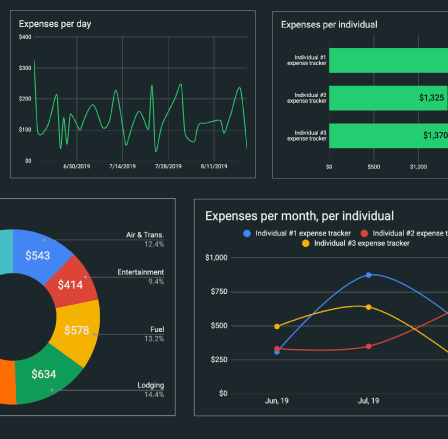 Expenses per day
$400
$300
$200
$100
$0
6/30/2019 7/14/2019 7/28/2019 8/11/2019
Expenses per individual
Individual #1
expense tracker
Individual #2
expense tracker
$1,325
Individual #3
expense tracker
$1,370
$0 $500 $1,000
Air & Trans.
12.4%
$543
Entertainment
9.4%
$414
Fuel
13.2%
$578
$634
Lodging
14.4%
Expenses per month, per individual
Individual #1 expense tracker Individual #2 expense t
Individual #3 expense tracker
$1,000
$750
$500
$250
$0
Jun, 19 Jul, 19